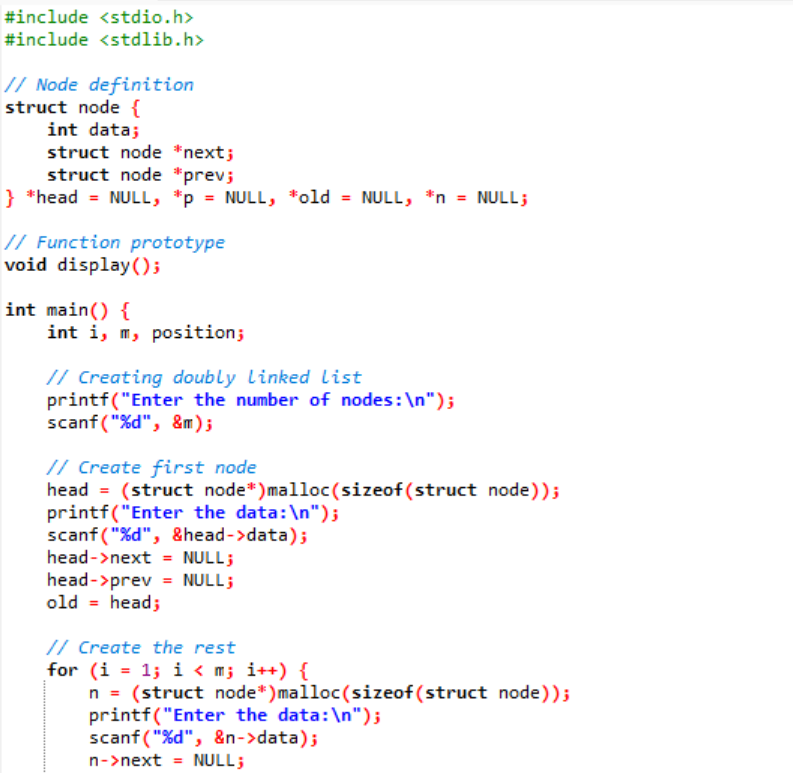 #include <stdio.h>
#include <stdlib.h>

// Node definition
struct node {
    int data;
    struct node *next;
    struct node *prev;
} *head = NULL, *p = NULL, *old = NULL, *n = NULL;

// Function prototype
void display();

int main() {
    int i, m, position;

    // Creating doubly linked list
    printf("Enter the number of nodes:\n");
    scanf("%d", &m);

    // Create first node
    head = (struct node*)malloc(sizeof(struct node));
    printf("Enter the data:\n");
    scanf("%d", &head->data);
    head->next = NULL;
    head->prev = NULL;
    old = head;

    // Create the rest
    for (i = 1; i < m; i++) {
        n = (struct node*)malloc(sizeof(struct node));
        printf("Enter the data:\n");
        scanf("%d", &n->data);
        n->next = NULL;